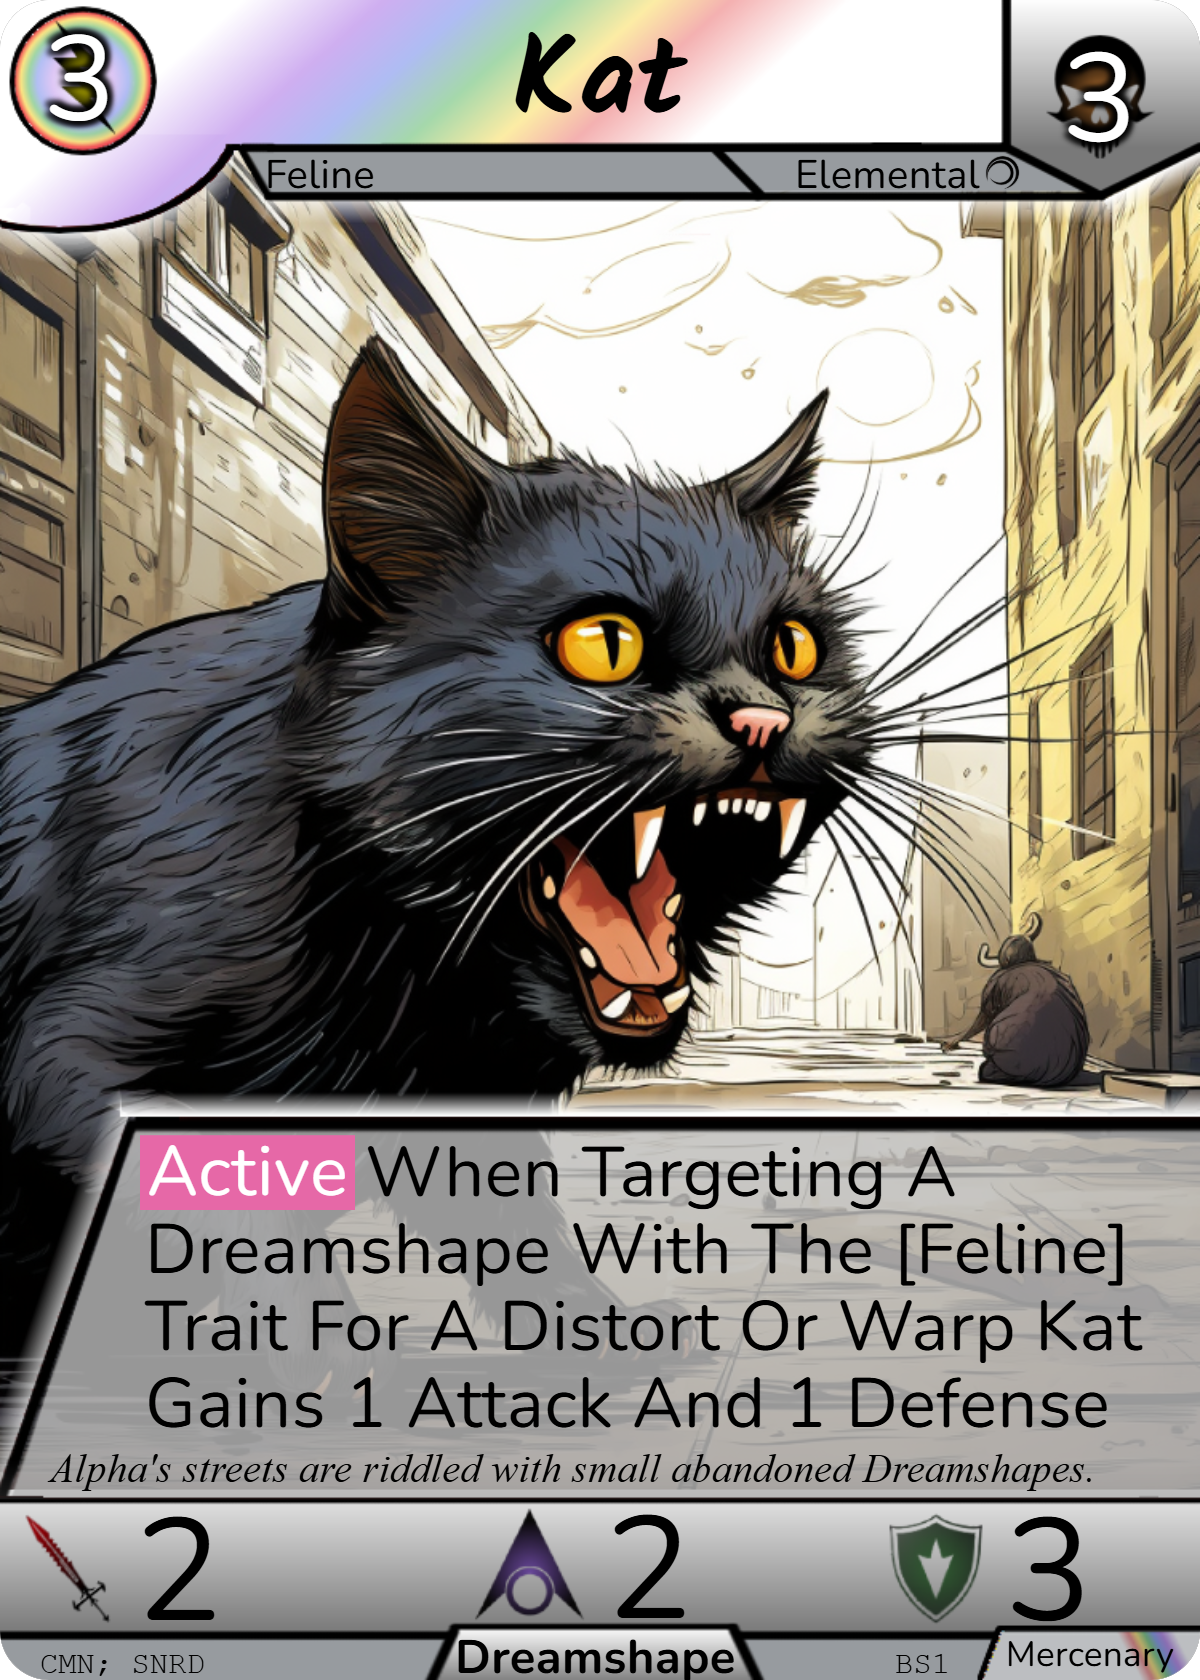 3
Kat
3
Feline
Elemental
Active When Targeting A
Dreamshape With The [Feline]
Trait For A Distort Or Warp Kat
Gains 1 Attack And 1 Defense
Alpha's streets are riddled with small abandoned Dreamshapes.
2
2
3
CMN; SNRD
Dreamshape
BS1
Mercenary